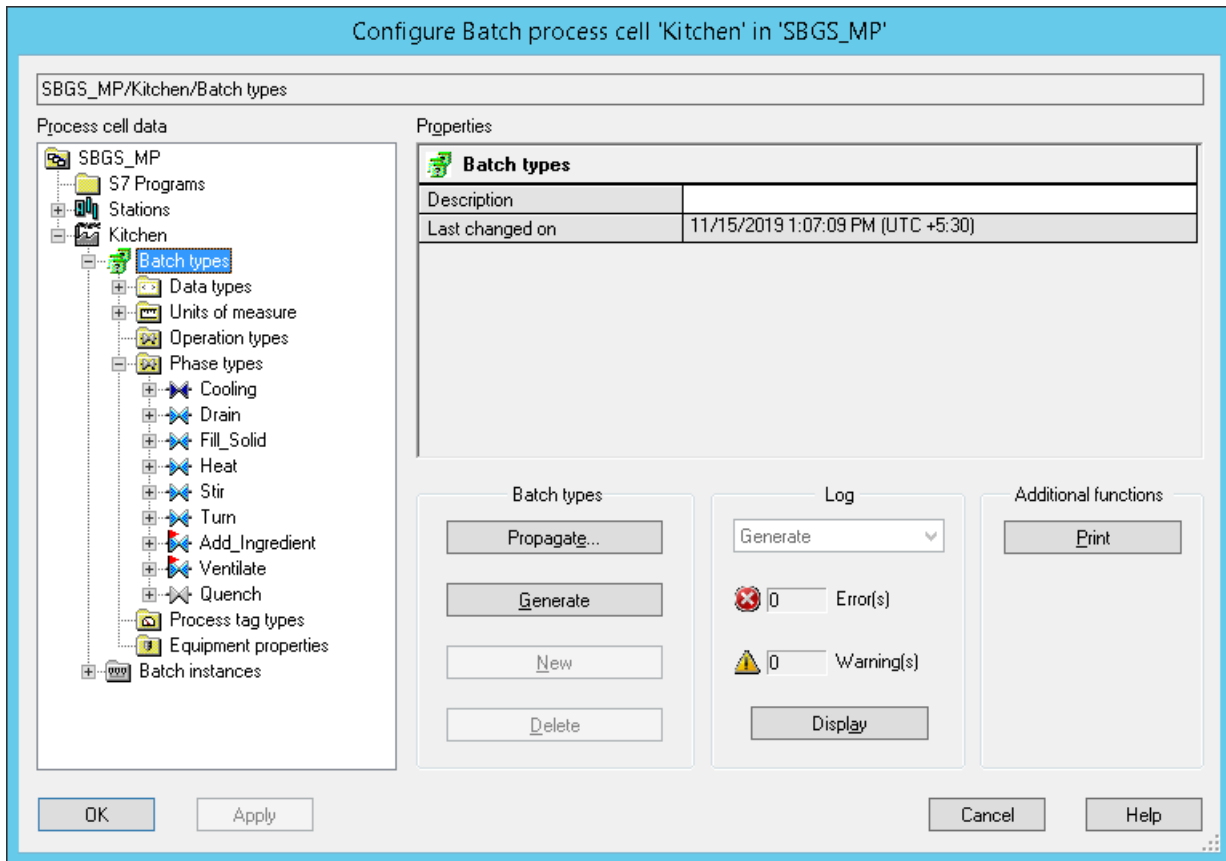 Configure Batch process cell 'Kitchen' in 'SBGS_MP'
SBGS_MP/Kitchen/Batch types
Process cell data
SBGS_MP
S7 Programs
Stations
Kitchen
Batch types
Data types
Units of measure
Operation types
Phase types
Cooling
Drain
Fill_Solid
Heat
Stir
Turn
Add_Ingredient
Ventilate
Quench
Process tag types
Equipment properties
Batch instances
Properties
Batch types
Description
Last changed on 11/15/2019 1:07:09 PM (UTC +5:30)
Batch types
Propagate...
Generate
New
Delete
Log
Generate
0 Error(s)
0 Warning(s)
Display
Additional functions
Print
OK
Apply
Cancel
Help